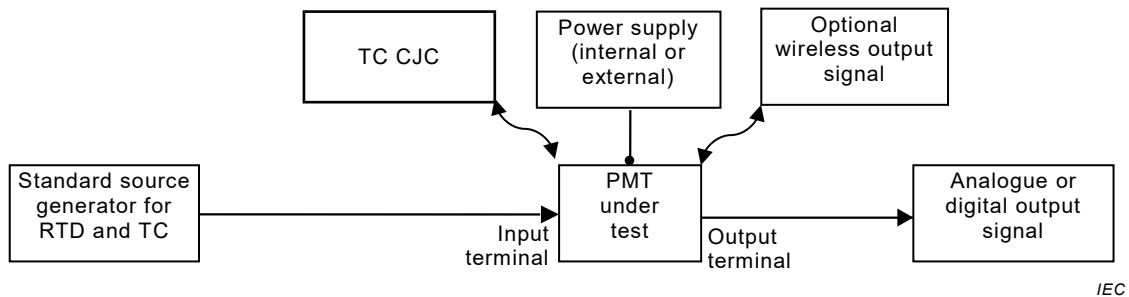 TC CJC
Power supply
(internal or
external)
Optional
wireless output
signal
Standard source
generator for
RTD and TC
Input
terminal
PMT
under
test
Output
terminal
Analogue or
digital output
signal
IEC